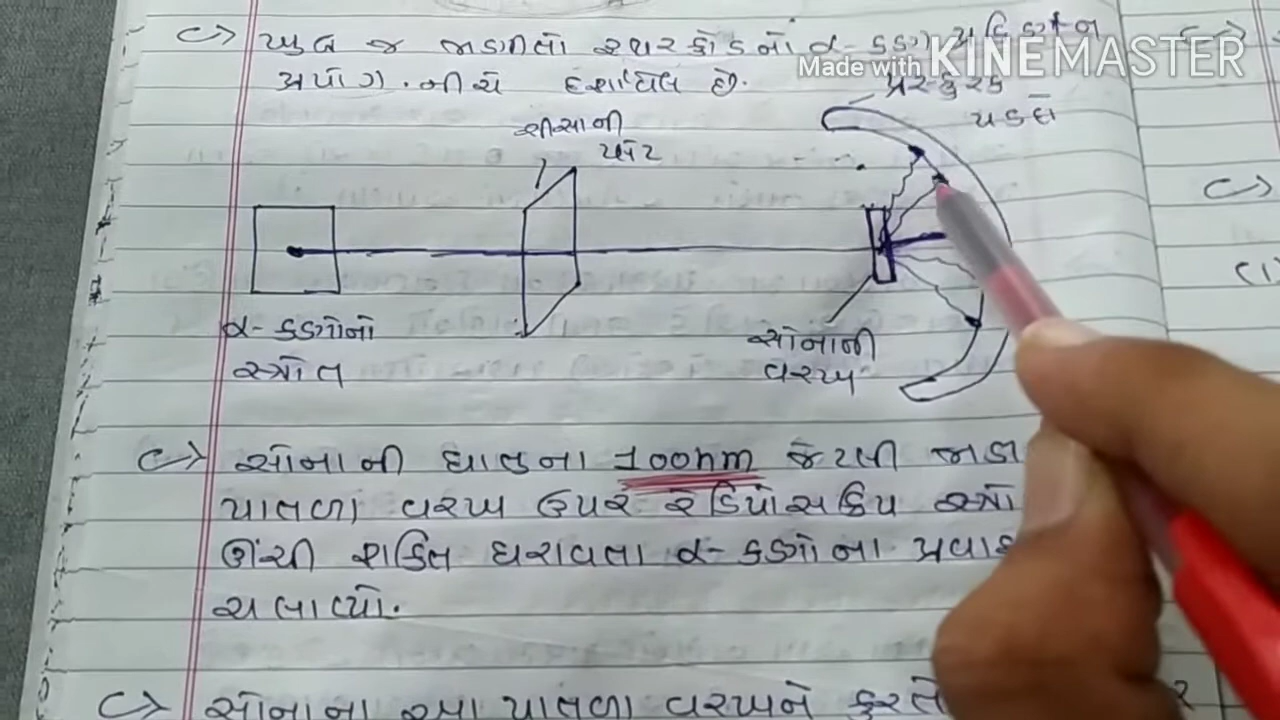 ખુબ જ જાણીતો રધરફોર્ડનો α- કણો પ્રકિર્ણન
Made with KINEMASTER
પ્રયોગ. નીચે દર્શાવેલ છે.
પ્રસ્ફુરક
પડદો
સીસાની
પ્લેટ
α- કણોનો
સ્ત્રોત
સોનાની
વરખ
સોનાની ધાતુના 100nm જેટલી જાડા
પાતળા વરખ ઉપર રેડિયોસક્રિય સ્ત્રો
ઊંચી શક્તિ ધરાવતા α- કણોના પ્રવાહ
ચલાવ્યો.
સોનાના આ પાતળા વરખને ફરતે